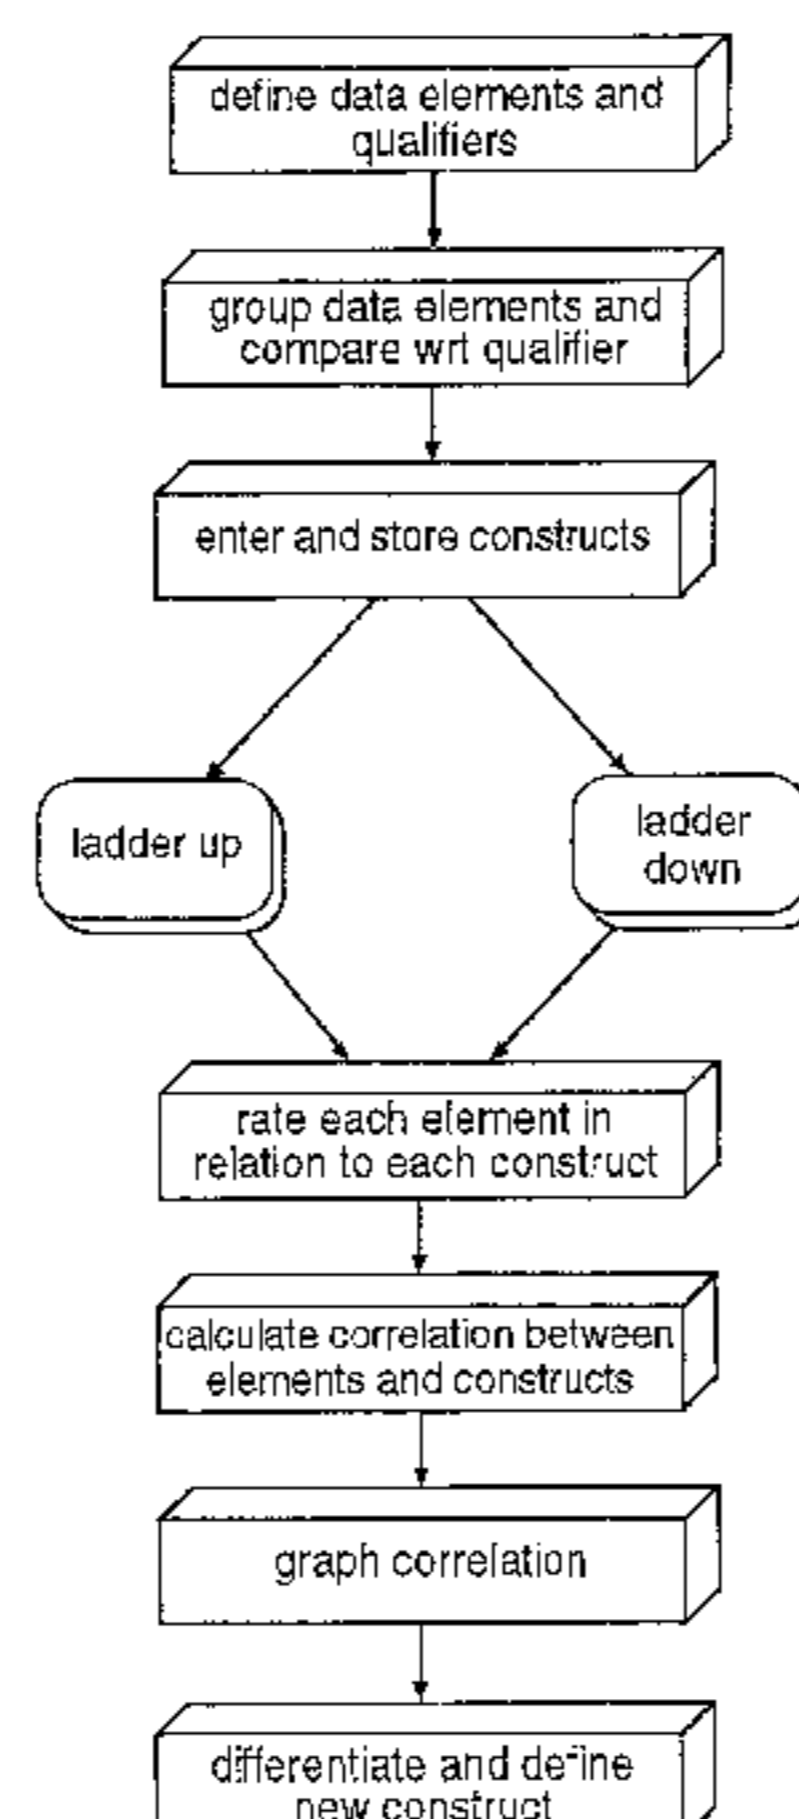 define data elements and
qualifiers
group data elements and
compare wrt qualifier
enter and store constructs
ladder up
ladder
down
rate each element in
relation to each construct
calculate correlation between
elements and constructs
graph correlation
differentiate and define
new construct